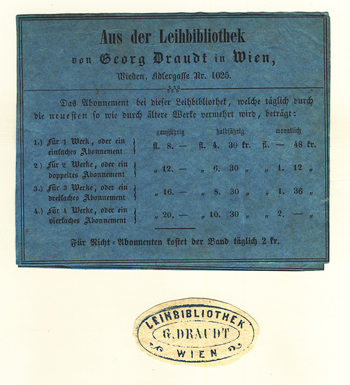 Aus der Leihbibliothek
von Georg Draudt in Wien,
Wieden, Adlergasse Nr. 1025.
Das Abonnement bei dieser Leihbibliothek, welche täglich durch
die neuesten so wie durch ältere Werke vermehrt wird, beträgt:
ganzjährig halbjährig monatlich
1.) Für 1 Werk, oder ein einfaches Abonnement } fl. 8. — fl. 4. 30 kr. fl. — 48 kr.
2.) Für 2 Werke, oder ein doppeltes Abonnement } „ 12. — „ 6. 30 „ 1. 12 „
3.) Für 3 Werke, oder ein dreifaches Abonnement } „ 16. — „ 8. 30 „ 1. 36 „
4.) Für 4 Werke, oder ein vierfaches Abonnement } „ 20. — „ 10. 30 „ 2. — „
Für Nicht-Abonnenten kostet der Band täglich 2 kr.
LEIHBIBLIOTHEK
G. DRAUDT
WIEN